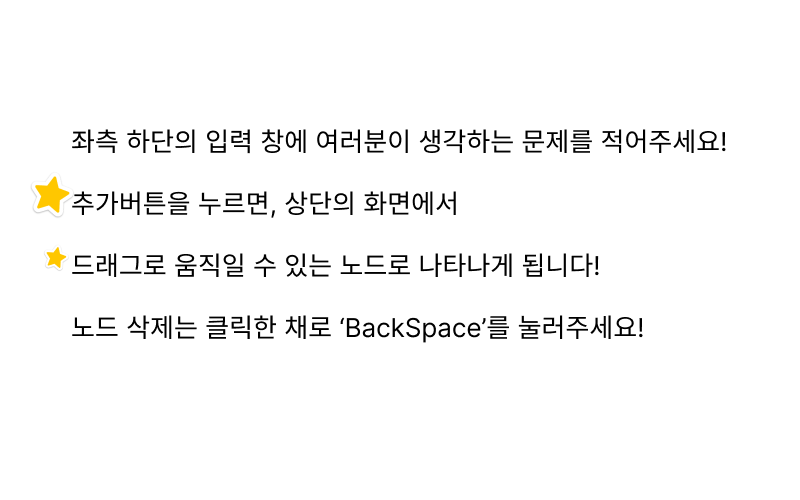 좌측 하단의 입력 창에 여러분이 생각하는 문제를 적어주세요!
추가버튼을 누르면, 상단의 화면에서
드래그로 움직일 수 있는 노드로 나타나게 됩니다!
노드 삭제는 클릭한 채로 ‘BackSpace’를 눌러주세요!